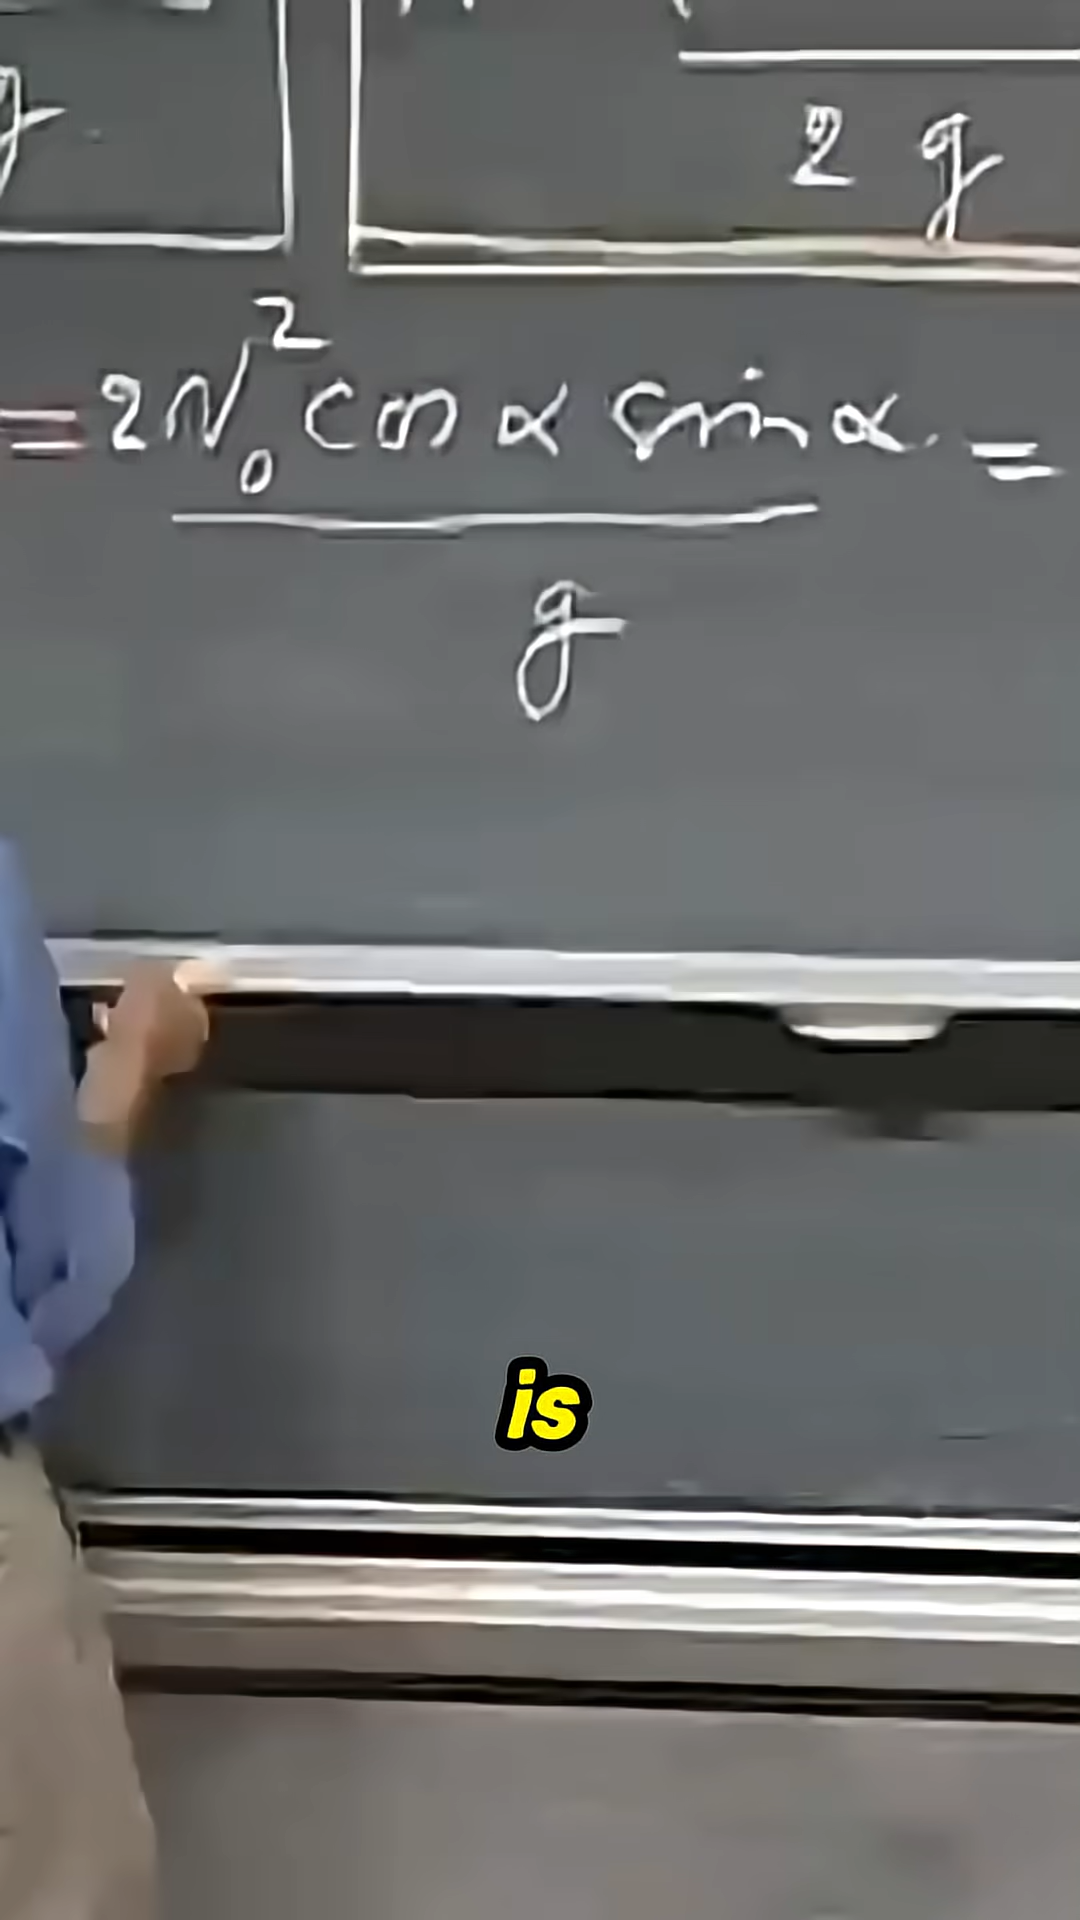 g
2 g
= 2v₀² cos α sin α =
g
is